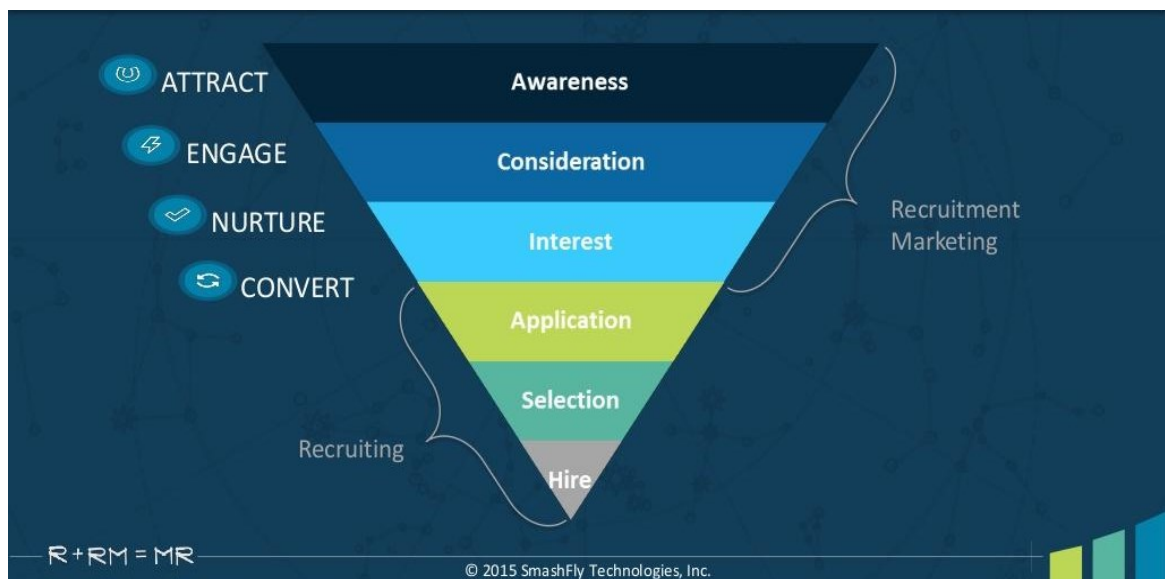 ATTRACT
ENGAGE
NURTURE
CONVERT
Awareness
Consideration
Interest
Application
Selection
Hire
Recruitment
Marketing
Recruiting
R+RM=MR
© 2015 SmashFly Technologies, Inc.